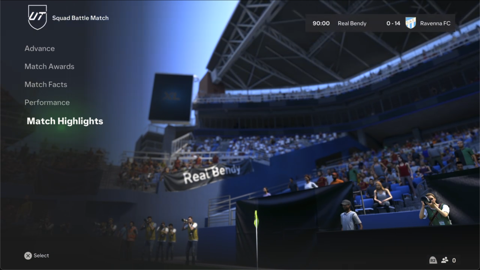 UT
Squad Battle Match
90:00 Real Bendy 0 - 14 Ravenna FC
Advance
Match Awards
Match Facts
Performance
Match Highlights
Real Bendy
Select
0